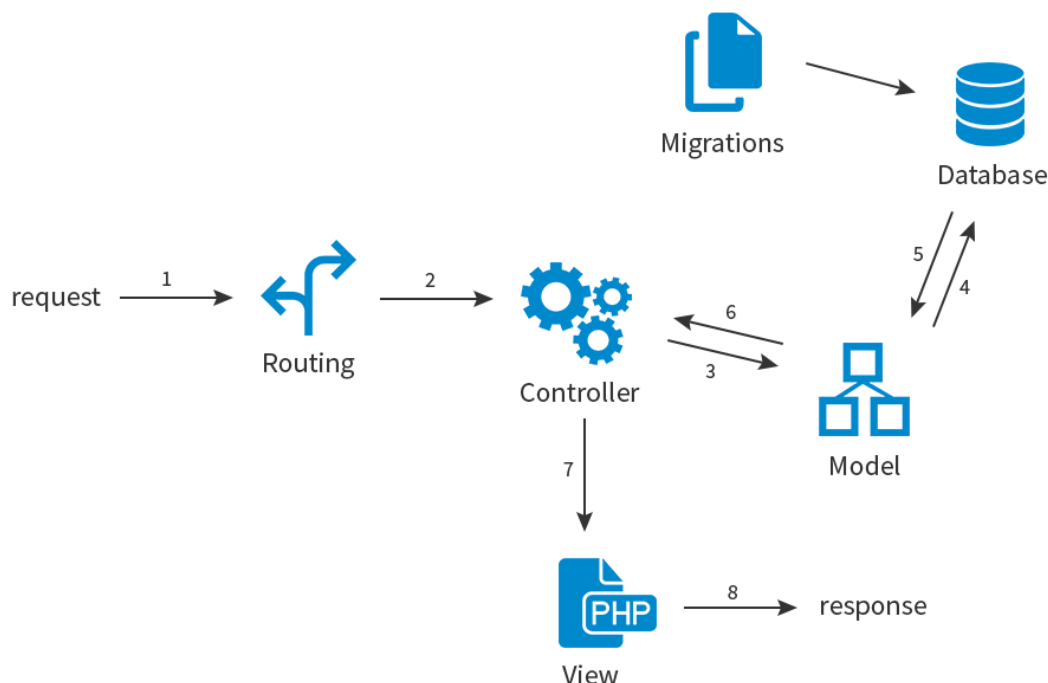 Migrations
Database
request
1
Routing
2
Controller
6
3
5
4
Model
7
PHP
View
8
response